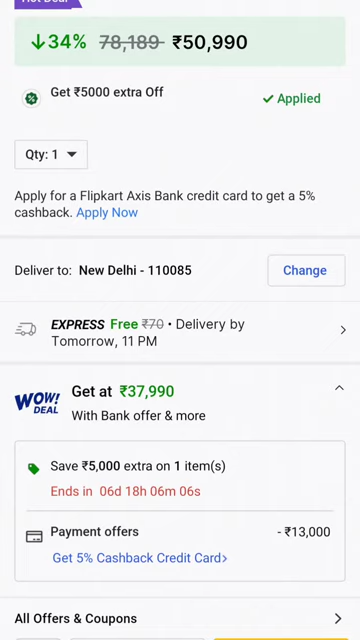 Hot Deal
↓34% 78,189 ₹50,990
Get ₹5000 extra Off
✓ Applied
Qty: 1
Apply for a Flipkart Axis Bank credit card to get a 5%
cashback. Apply Now
Deliver to: New Delhi - 110085
Change
EXPRESS Free ₹70 • Delivery by
Tomorrow, 11 PM
WOW!
DEAL
Get at ₹37,990
With Bank offer & more
Save ₹5,000 extra on 1 item(s)
Ends in 06d 18h 06m 06s
Payment offers - ₹13,000
Get 5% Cashback Credit Card>
All Offers & Coupons